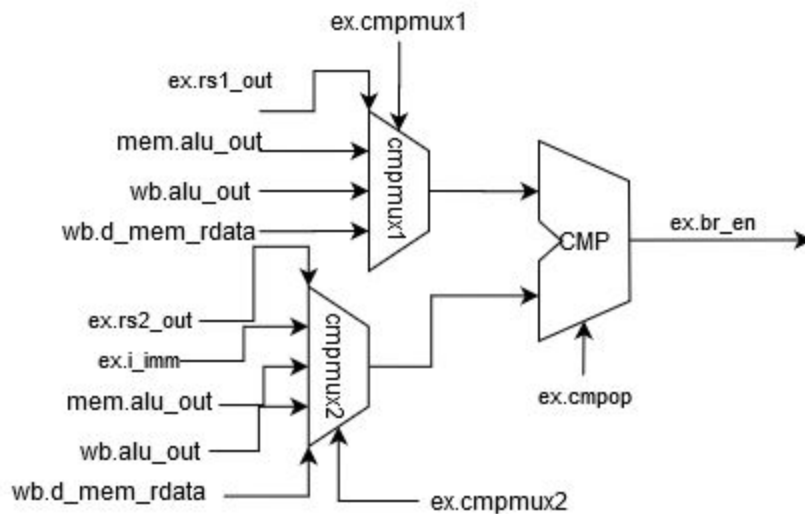 ex.cmpmux1
ex.rs1_out
mem.alu_out
wb.alu_out
wb.d_mem_rdata
cmpmux1
CMP
ex.br_en
ex.rs2_out
ex.i_imm
mem.alu_out
wb.alu_out
wb.d_mem_rdata
cmpmux2
ex.cmpop
ex.cmpmux2